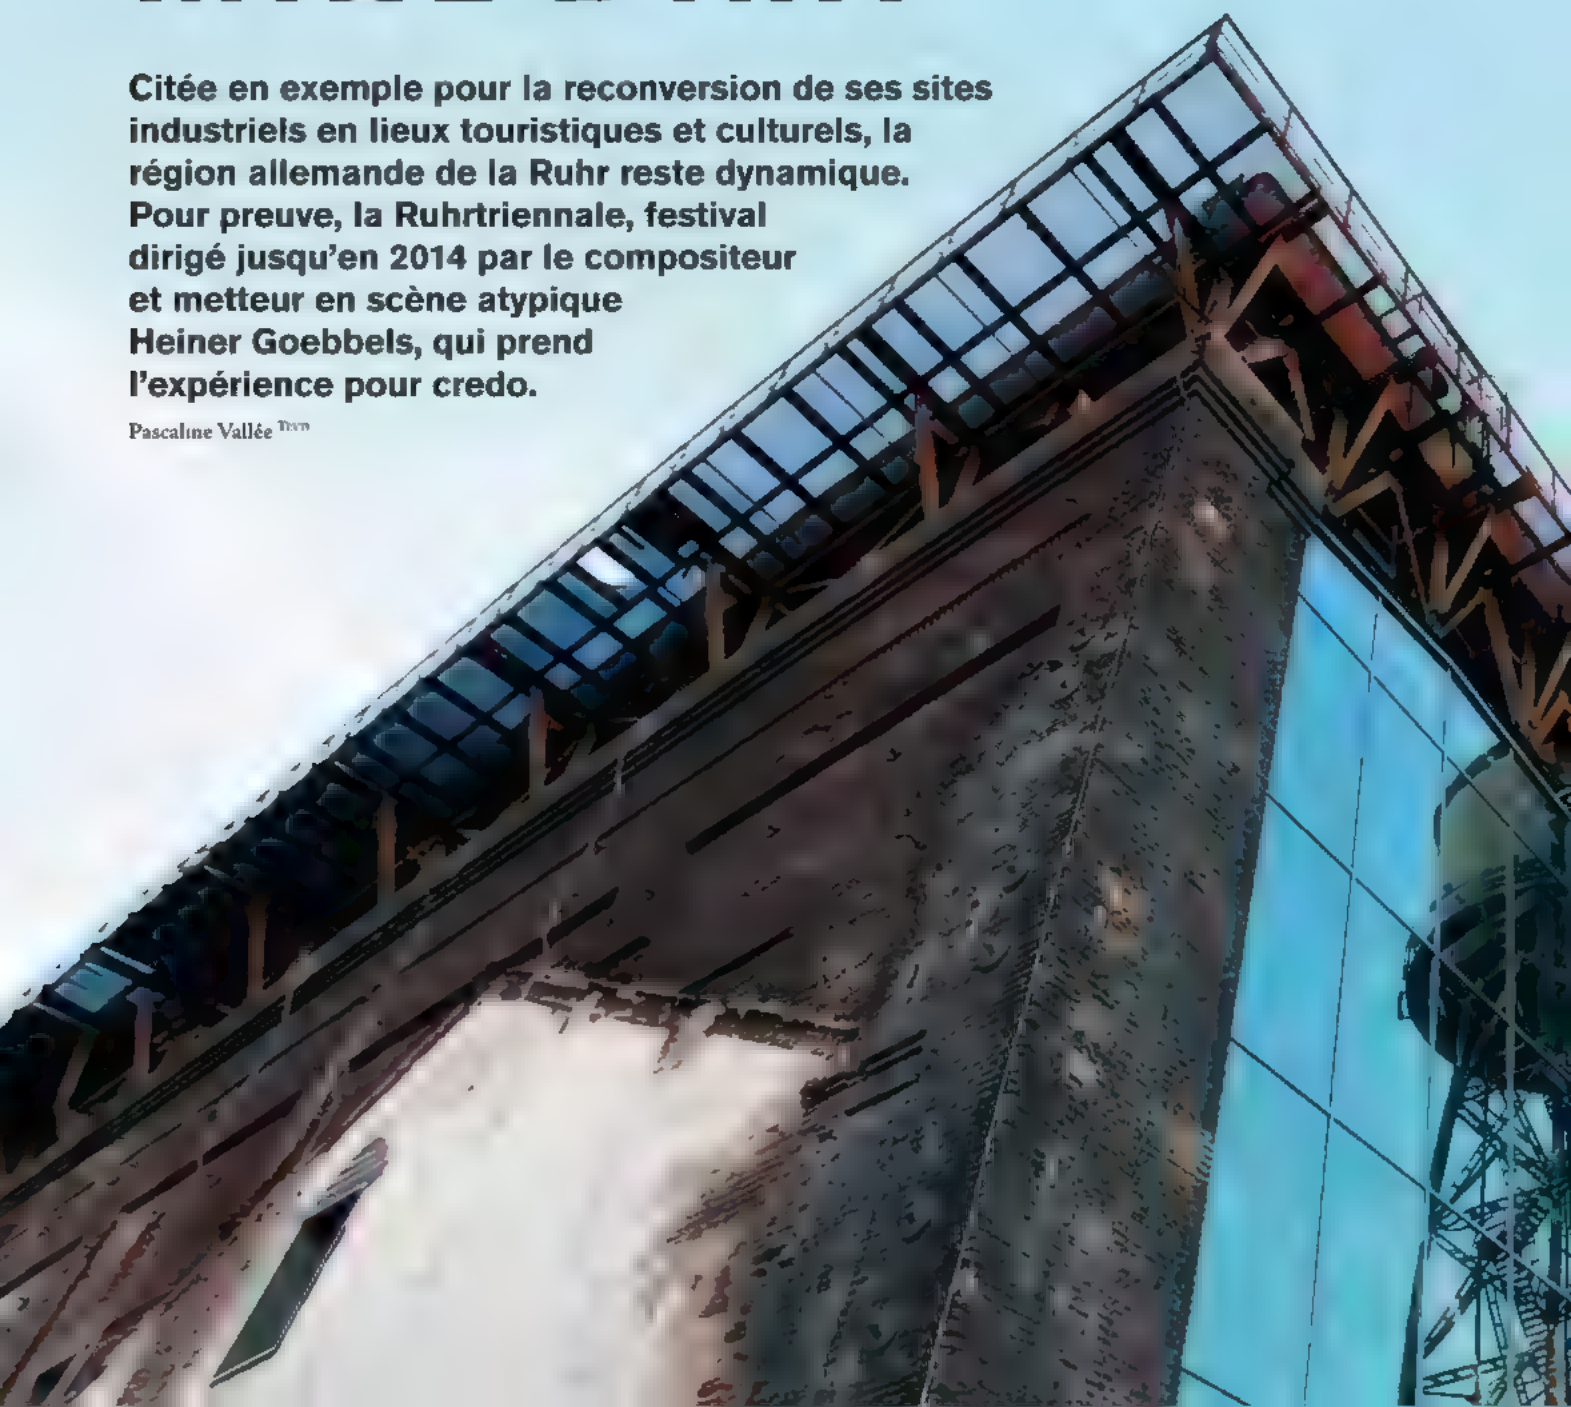 Citée en exemple pour la reconversion de ses sites
industriels en lieux touristiques et culturels, la
région allemande de la Ruhr reste dynamique.
Pour preuve, la Ruhrtriennale, festival
dirigé jusqu'en 2014 par le compositeur
et metteur en scène atypique
Heiner Goebbels, qui prend
l'expérience pour credo.
Pascaline Vallée